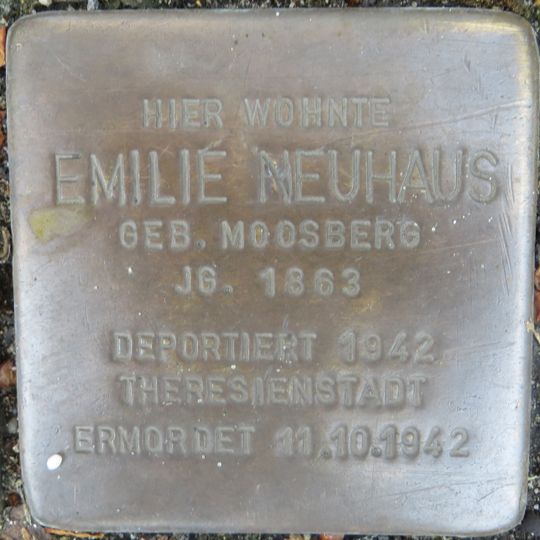 HIER WOHNTE
EMILIE NEUHAUS
GEB. MOOSBERG
JG. 1863
DEPORTIERT 1942
THERESIENSTADT
ERMORDET 11.10.1942